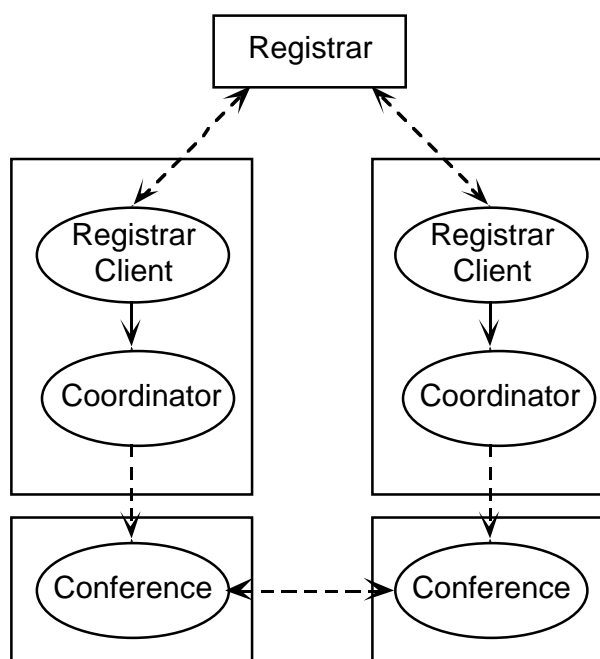 Registrar
Registrar
Client
Registrar
Client
Coordinator
Coordinator
Conference
Conference